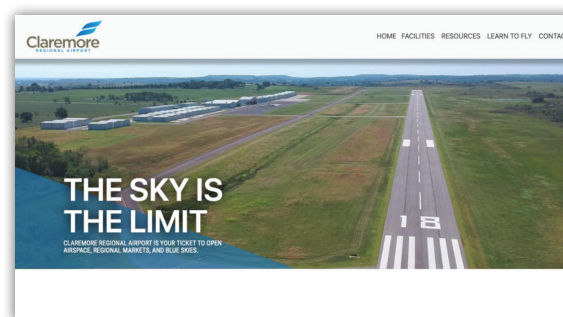 Claremore
REGIONAL AIRPORT
HOME FACILITIES RESOURCES LEARN TO FLY CONTAC
THE SKY IS
THE LIMIT
CLAREMORE REGIONAL AIRPORT IS YOUR TICKET TO OPEN
AIRSPACE, REGIONAL MARKETS, AND BLUE SKIES.
18